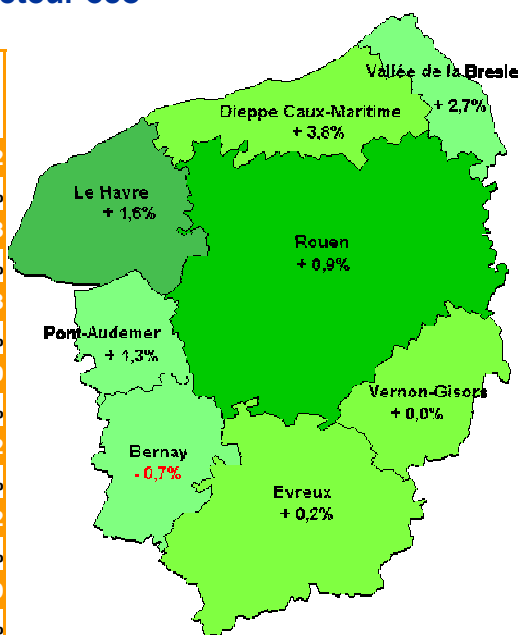 Vallée de la Bresle
+ 2,7%
Dieppe Caux-Maritime
+ 3,8%
Le Havre
+ 1,6%
Rouen
+ 0,9%
Pont-Audemer
+ 1,3%
Vernon-Gisors
+ 0,0%
Bernay
- 0,7%
Evreux
+ 0,2%